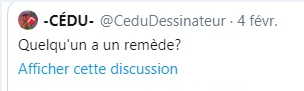 -CÉDU- @CeduDessinateur · 4 févr.
Quelqu'un a un remède?
Afficher cette discussion